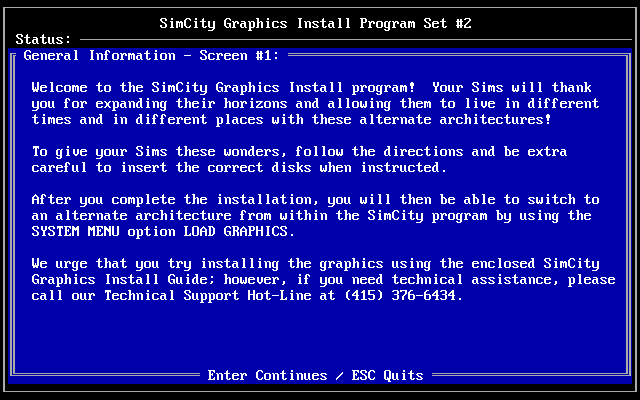 SimCity Graphics Install Program Set #2
Status:
General Information - Screen #1:
Welcome to the SimCity Graphics Install program!  Your Sims will thank
you for expanding their horizons and allowing them to live in different
times and in different places with these alternate architectures!
To give your Sims these wonders, follow the directions and be extra
careful to insert the correct disks when instructed.
After you complete the installation, you will then be able to switch to
an alternate architecture from within the SimCity program by using the
SYSTEM MENU option LOAD GRAPHICS.
We urge that you try installing the graphics using the enclosed SimCity
Graphics Install Guide; however, if you need technical assistance, please
call our Technical Support Hot-Line at (415) 376-6434.
Enter Continues / ESC Quits